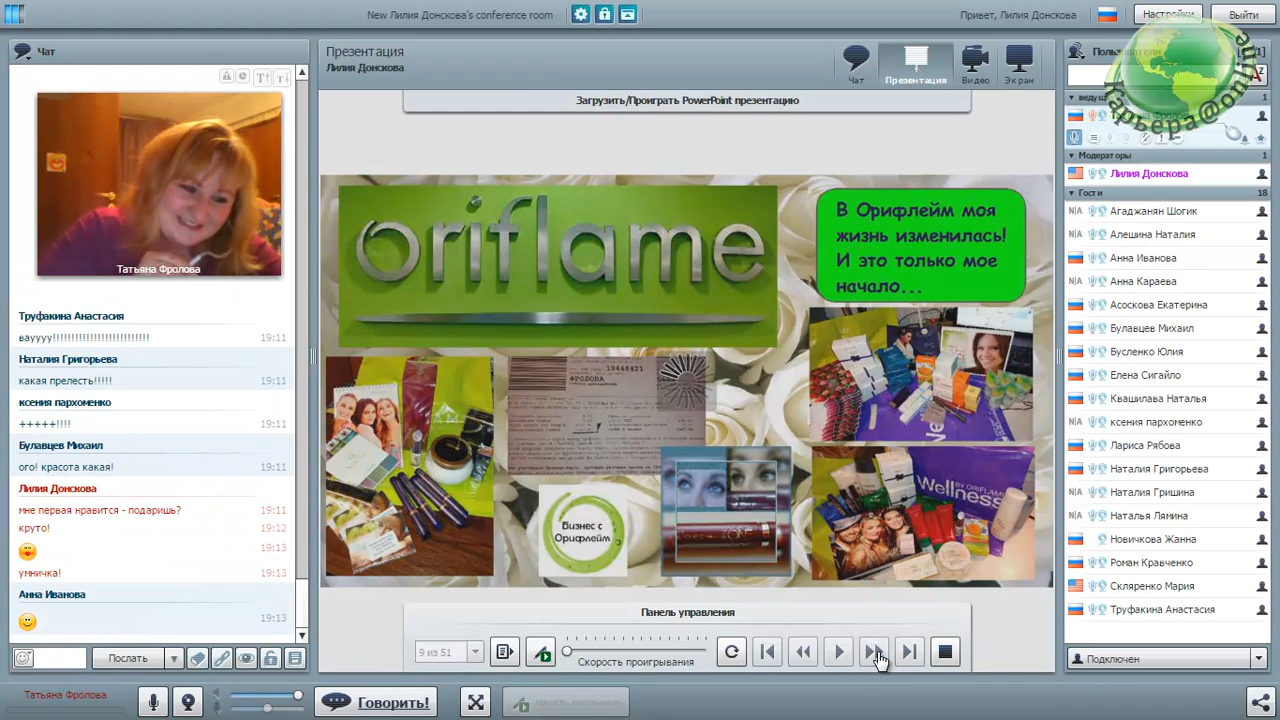 New Лилия Донскова's conference room
Привет, Лилия Донскова
Настройки
Выйти
Чат
Татьяна Фролова
Труфакина Анастасия
вауууу!!!!!!!!!!!!!!!!!!!!!!!!!!!
19:11
Наталия Григорьева
какая прелесть!!!!!
19:11
ксения пархоменко
+++++!!!!
19:11
Булавцев Михаил
ого! красота какая!
19:11
Лилия Донскова
мне первая нравится - подаришь?
19:11
круто!
19:12
19:13
умничка!
19:13
Анна Иванова
19:13
Послать
Презентация
Лилия Донскова
Чат
Презентация
Видео
Экран
Загрузить/Проиграть PowerPoint презентацию
oriflame
В Орифлейм моя
жизнь изменилась!
И это только мое
начало...
ФРОЛОВА
Бизнес с
Орифлейм
Wellness
BY ORIFLAME
Панель управления
9 из 51
Скорость проигрывания
Карьера@online
Модераторы
1
Лилия Донскова
Гости
18
N/A
Агаджанян Шогик
N/A
Алешина Наталия
Анна Иванова
N/A
Анна Караева
Асоскова Екатерина
Булавцев Михаил
Бусленко Юлия
Елена Сигайло
Квашилава Наталья
N/A
ксения пархоменко
Лариса Рябова
Наталия Григорьева
N/A
Наталия Гришина
N/A
Наталья Лянина
Новичкова Жанна
Роман Кравченко
Скляренко Мария
Труфакина Анастасия
Подключен
Татьяна Фролова
Говорить!